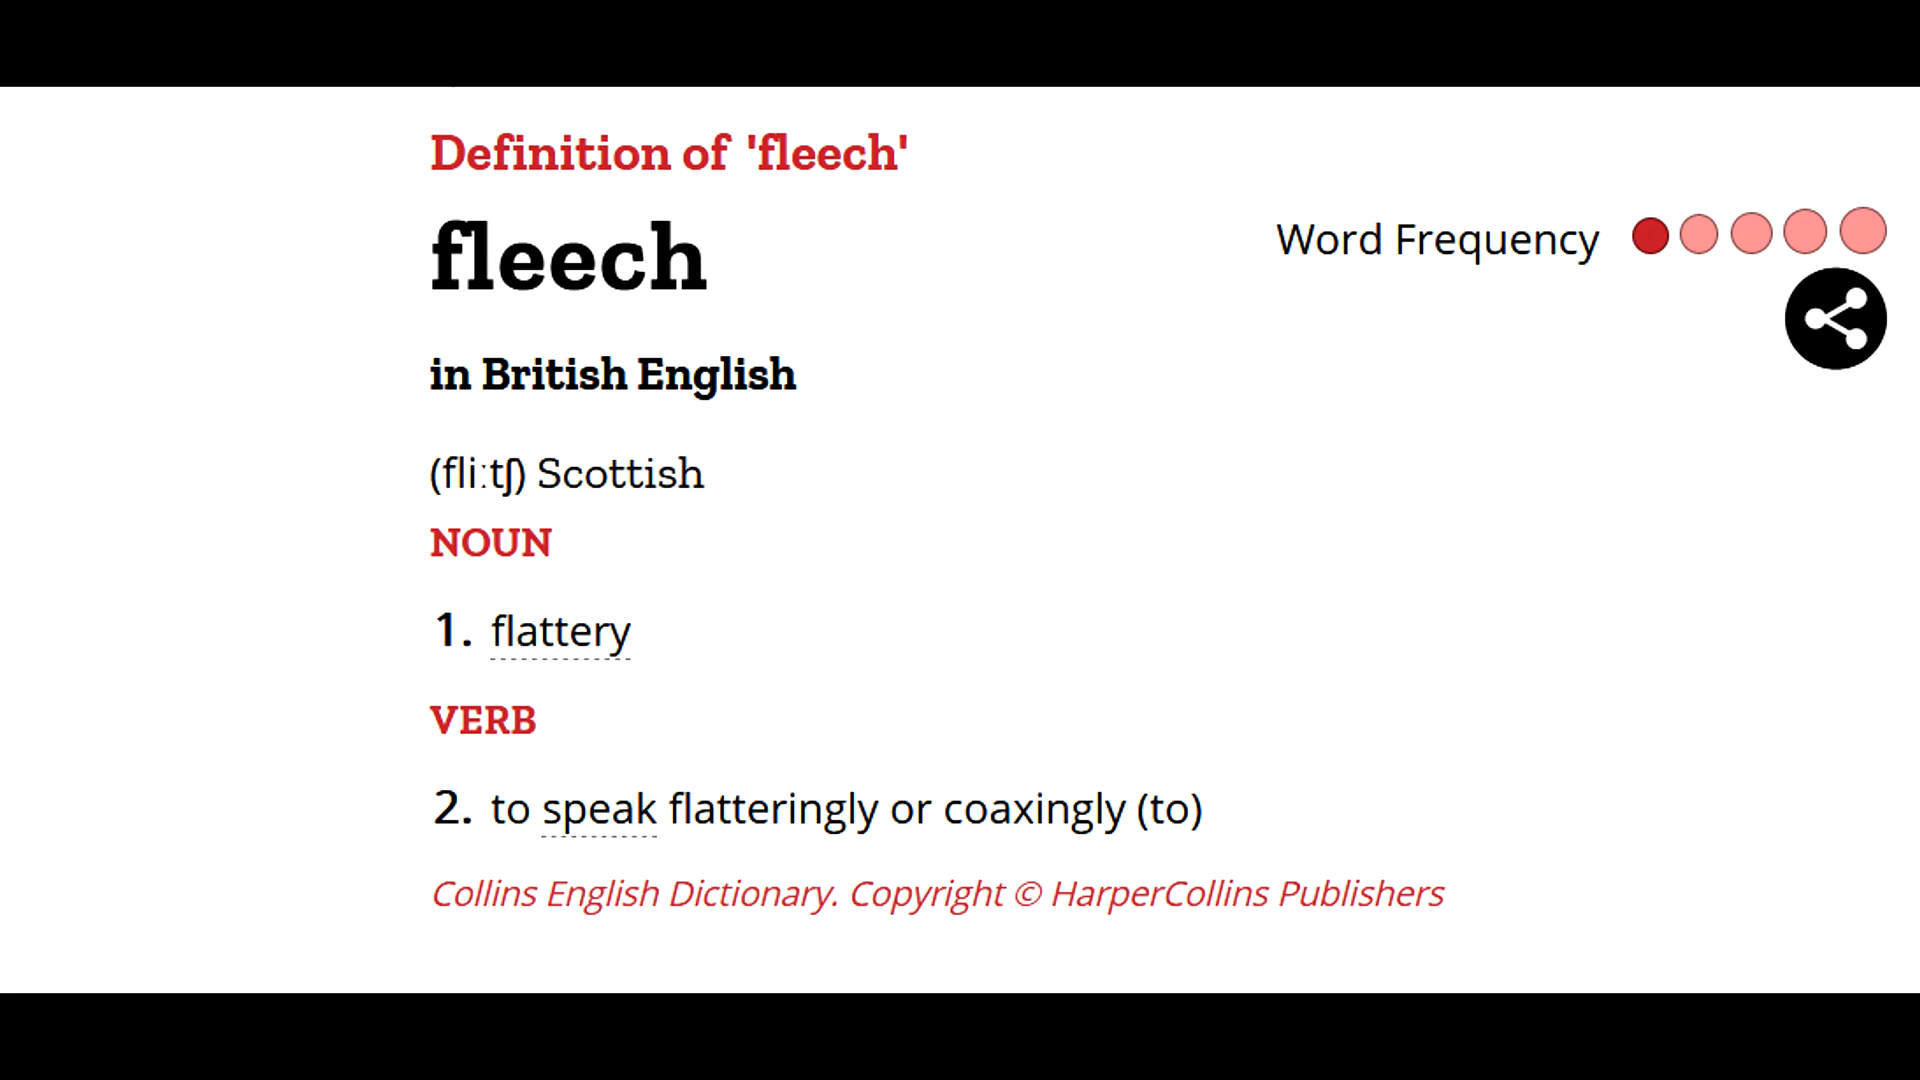 Definition of 'fleech'
fleech
Word Frequency
in British English
(fliːtʃ) Scottish
NOUN
1. flattery
VERB
2. to speak flatteringly or coaxingly (to)
Collins English Dictionary. Copyright © HarperCollins Publishers